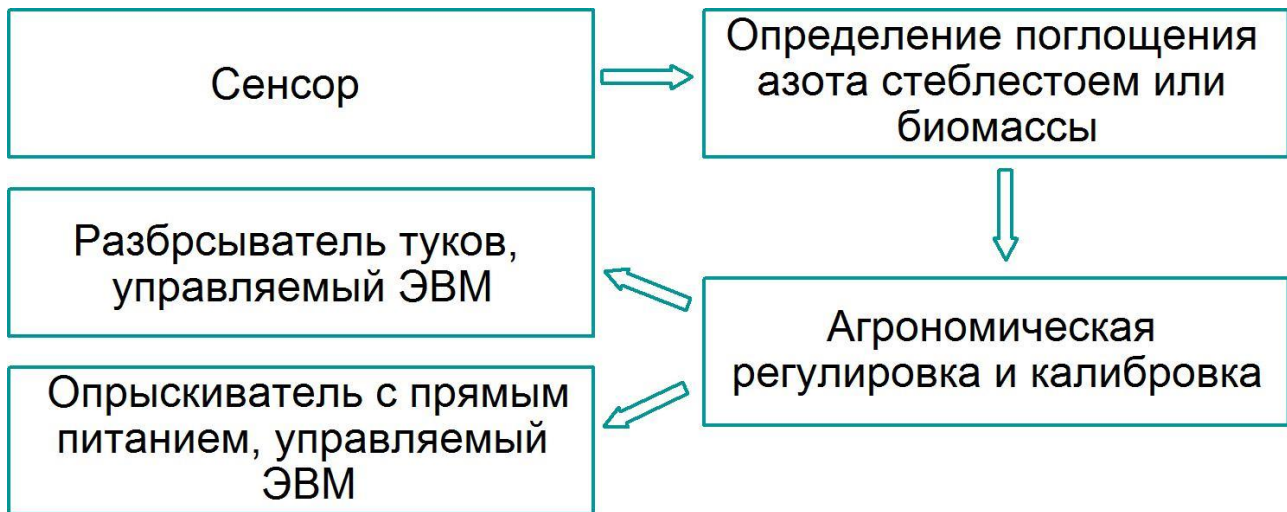 Сенсор
Определение поглощения
азота стеблестоем или
биомассы
Разбрсыватель туков,
управляемый ЭВМ
Агрономическая
регулировка и калибровка
Опрыскиватель с прямым
питанием, управляемый
ЭВМ